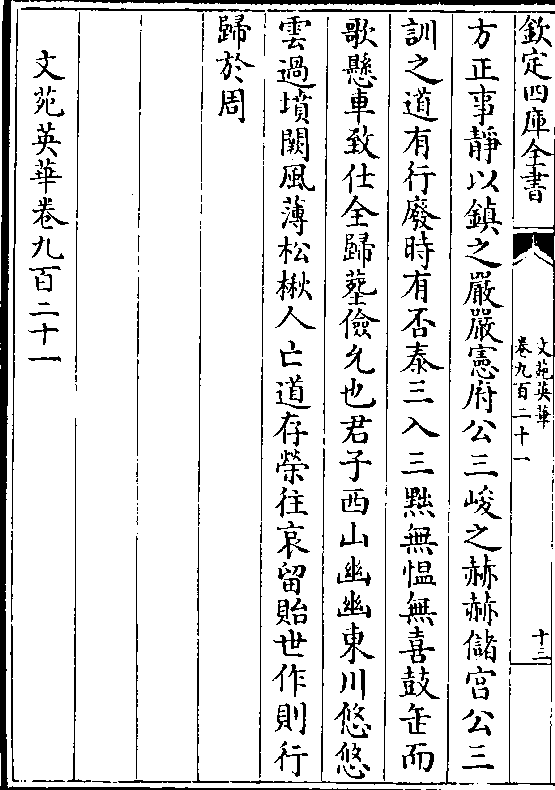 欽定四庫全書
文苑英華
卷九百二十一
十三
方正事靜以鎮之嚴嚴憲府公三峻之赫赫儲宮公三
訓之道有行廢時有否泰三入三黜無愠無喜鼓缶而
歌懸車致仕全歸塟儉允也君子西山幽幽東川悠悠
雲過墳闕風薄松楸人亡道存榮往哀留貽世作則行
歸於周
文苑英華卷九百二十一